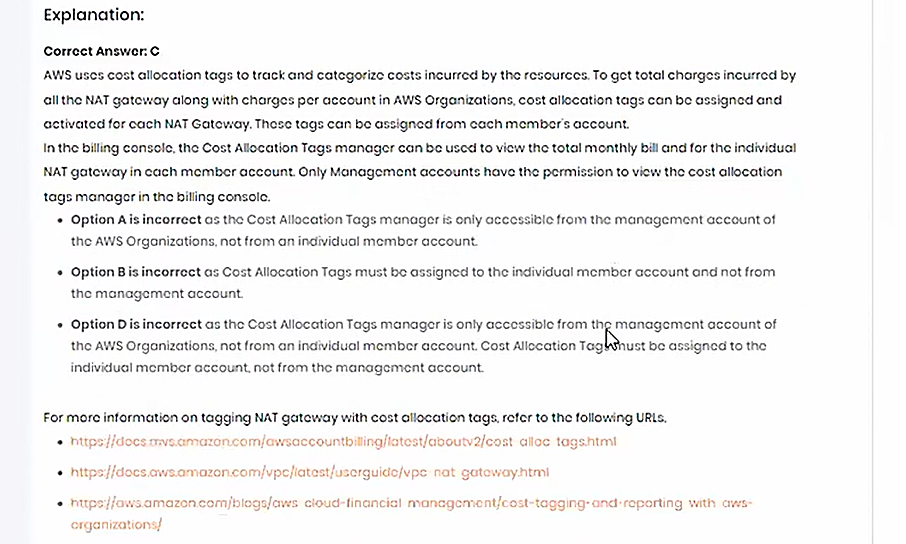 Explanation:
Correct Answer: C
AWS uses cost allocation tags to track and categorize costs incurred by the resources. To get total charges incurred by
all the NAT gateway along with charges per account in AWS Organizations, cost allocation tags can be assigned and
activated for each NAT Gateway. These tags can be assigned from each member's account.
In the billing console, the Cost Allocation Tags manager can be used to view the total monthly bill and for the individual
NAT gateway in each member account. Only Management accounts have the permission to view the cost allocation
tags manager in the billing console.
• Option A is incorrect as the Cost Allocation Tags manager is only accessible from the management account of
the AWS Organizations, not from an individual member account.
• Option B is incorrect as Cost Allocation Tags must be assigned to the individual member account and not from
the management account.
• Option D is incorrect as the Cost Allocation Tags manager is only accessible from the management account of
the AWS Organizations, not from an individual member account. Cost Allocation Tags must be assigned to the
individual member account, not from the management account.
For more information on tagging NAT gateway with cost allocation tags, refer to the following URLs.
• https://docs.aws.amazon.com/awsaccountbilling/latest/aboutv2/cost-alloc-tags.html
• https://docs.aws.amazon.com/vpc/latest/userguide/vpc-nat-gateway.html
• https://aws.amazon.com/blogs/aws-cloud-financial-management/cost-tagging-and-reporting-with-aws-
organizations/